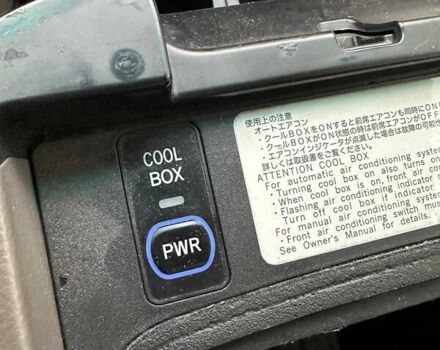 COOL
BOX
PWR
使用上の注意
オートエアコン
・クールBOXをONすると前席エアコンも同時にON
・クールBOXがON状態の時は前席エアコンがOFF
・エアコンインジケータが点滅した場合は故障の可能性
詳しくは取扱書をご覧ください。
ATTENTION COOL BOX
For automatic air conditioning system
・Turning cool box on also turns on
・When cool box is on, front air con
・Flashing air conditioning indicator m
Turn off cool box if indicator
For manual air conditioning system
・Front air conditioning switch must
See Owner's Manual for details.